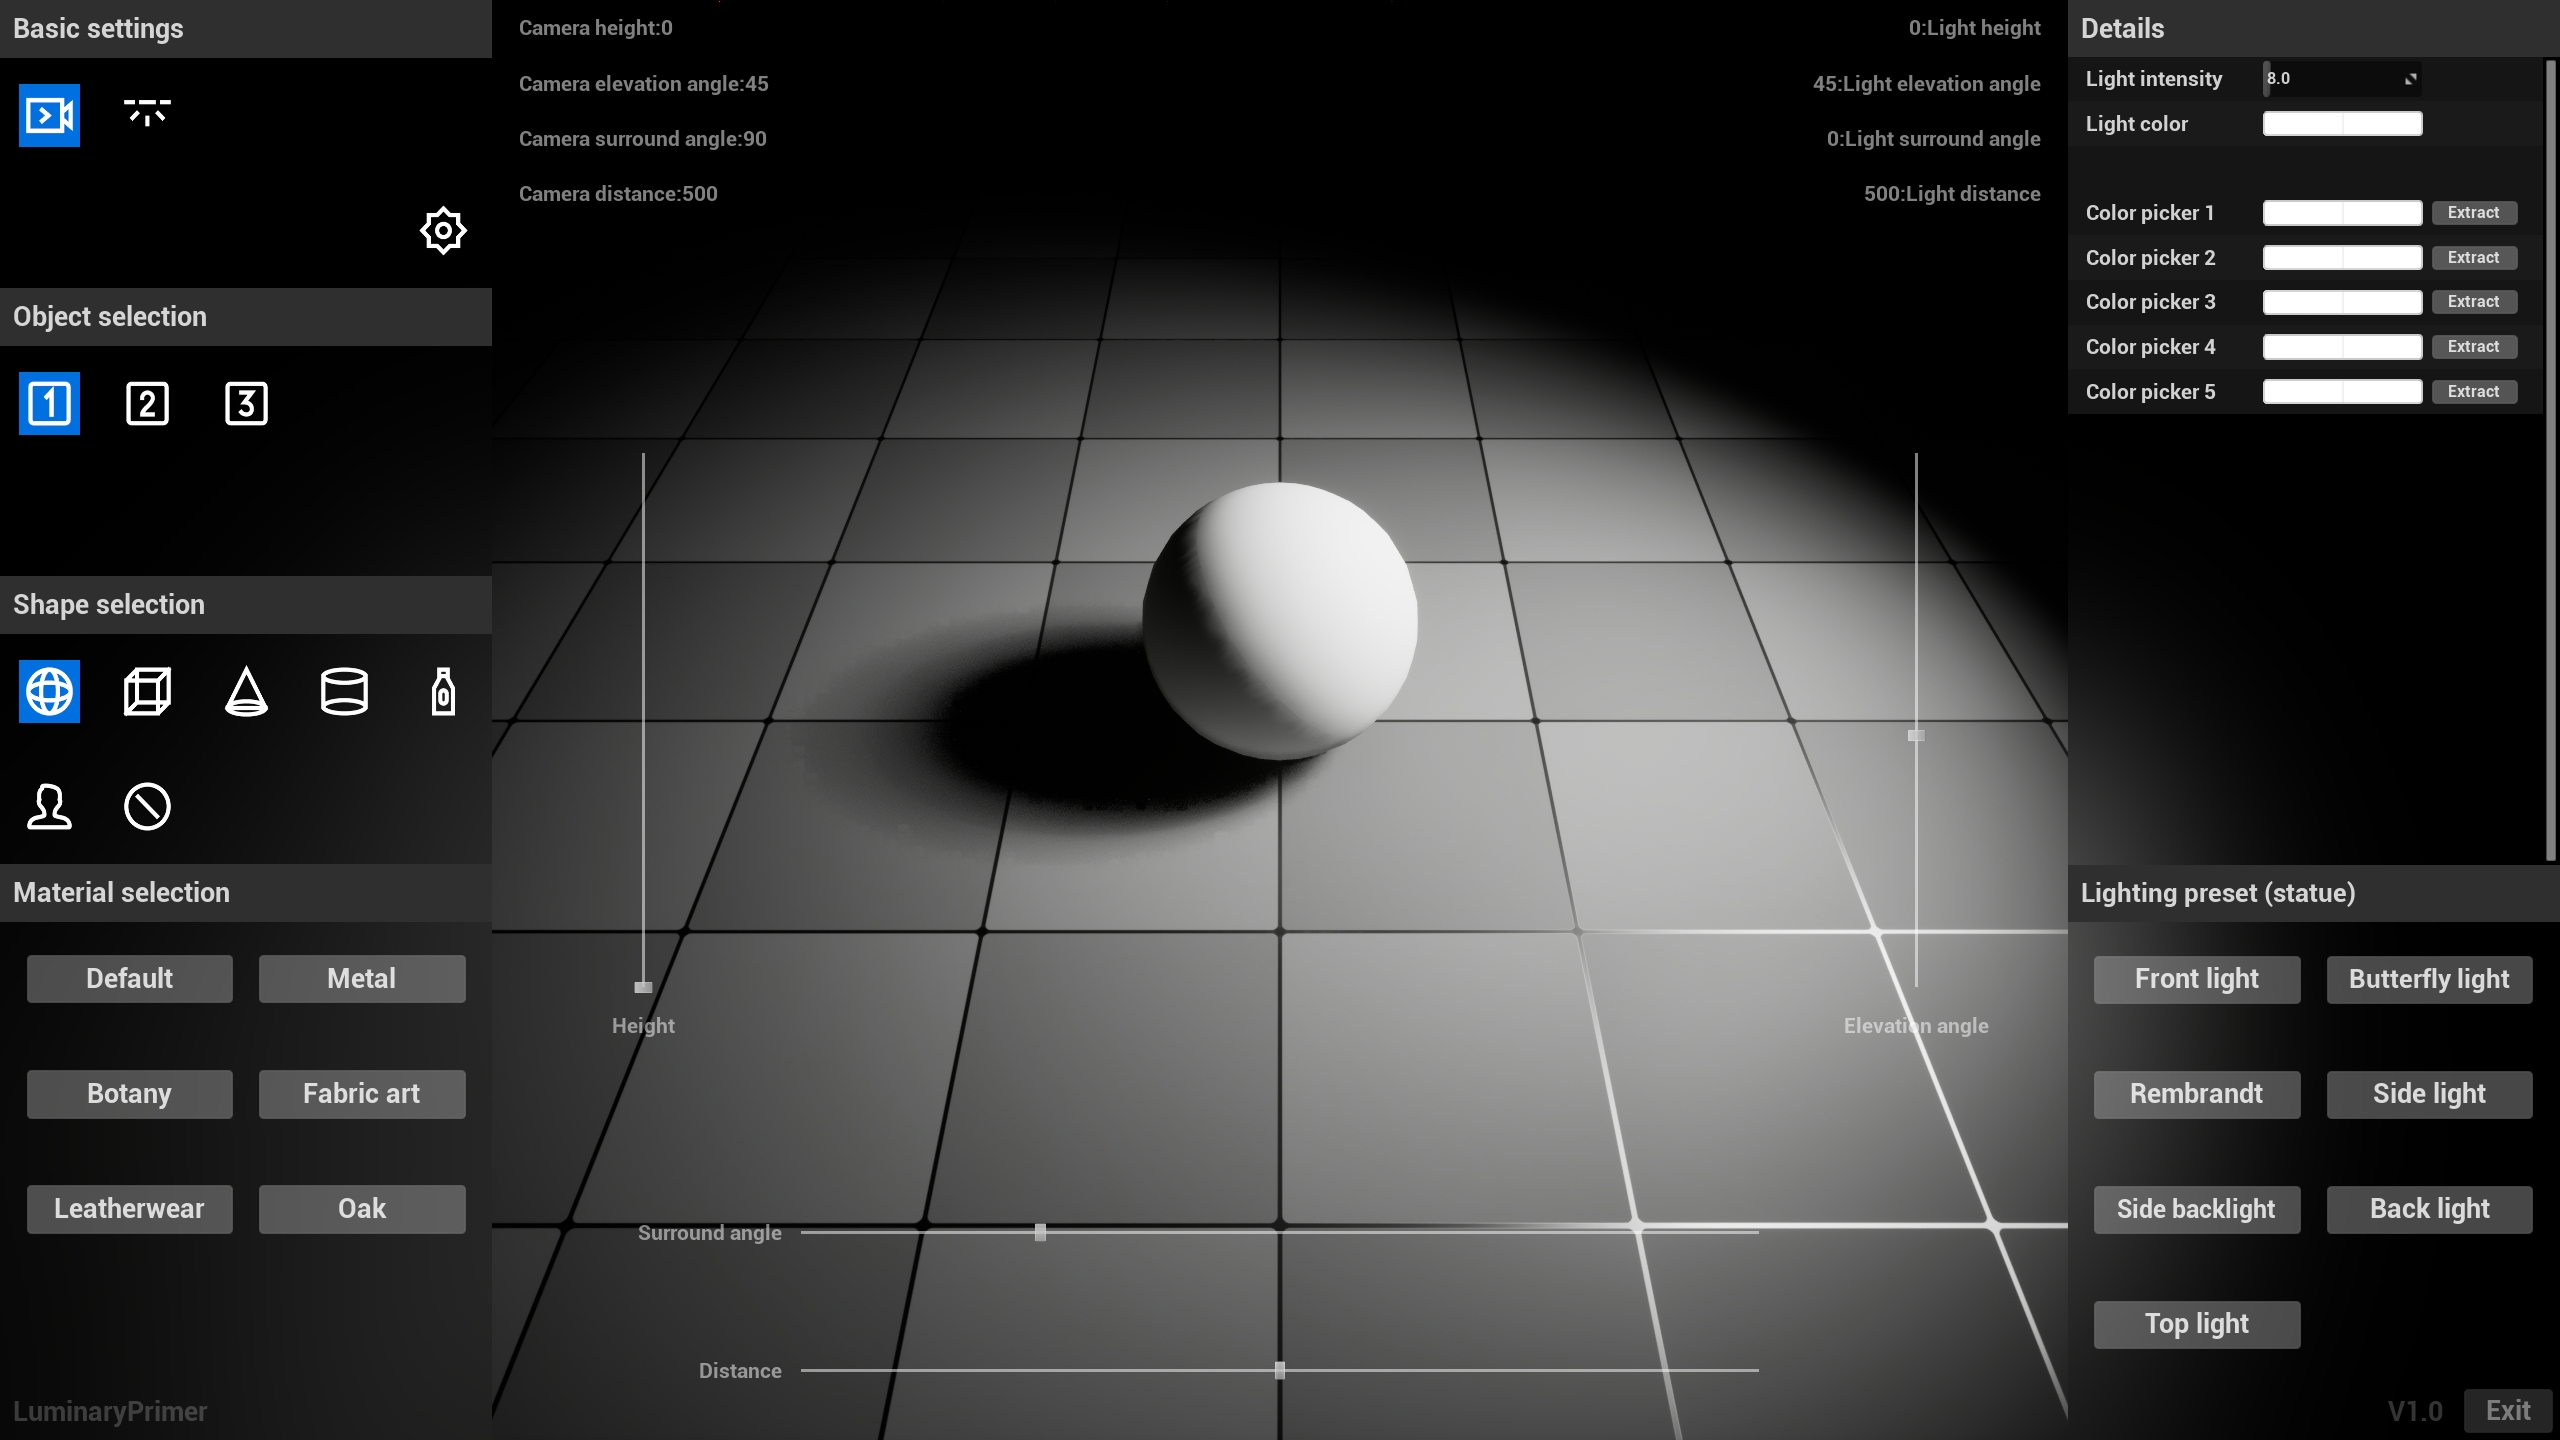 Basic settings
Object selection
1 2 3
Shape selection
Material selection
Default Metal
Botany Fabric art
Leatherwear Oak
LuminaryPrimer
Camera height:0
Camera elevation angle:45
Camera surround angle:90
Camera distance:500
0:Light height
45:Light elevation angle
0:Light surround angle
500:Light distance
Height
Elevation angle
Surround angle
Distance
Details
Light intensity 8.0
Light color
Color picker 1 Extract
Color picker 2 Extract
Color picker 3 Extract
Color picker 4 Extract
Color picker 5 Extract
Lighting preset (statue)
Front light Butterfly light
Rembrandt Side light
Side backlight Back light
Top light
V1.0 Exit